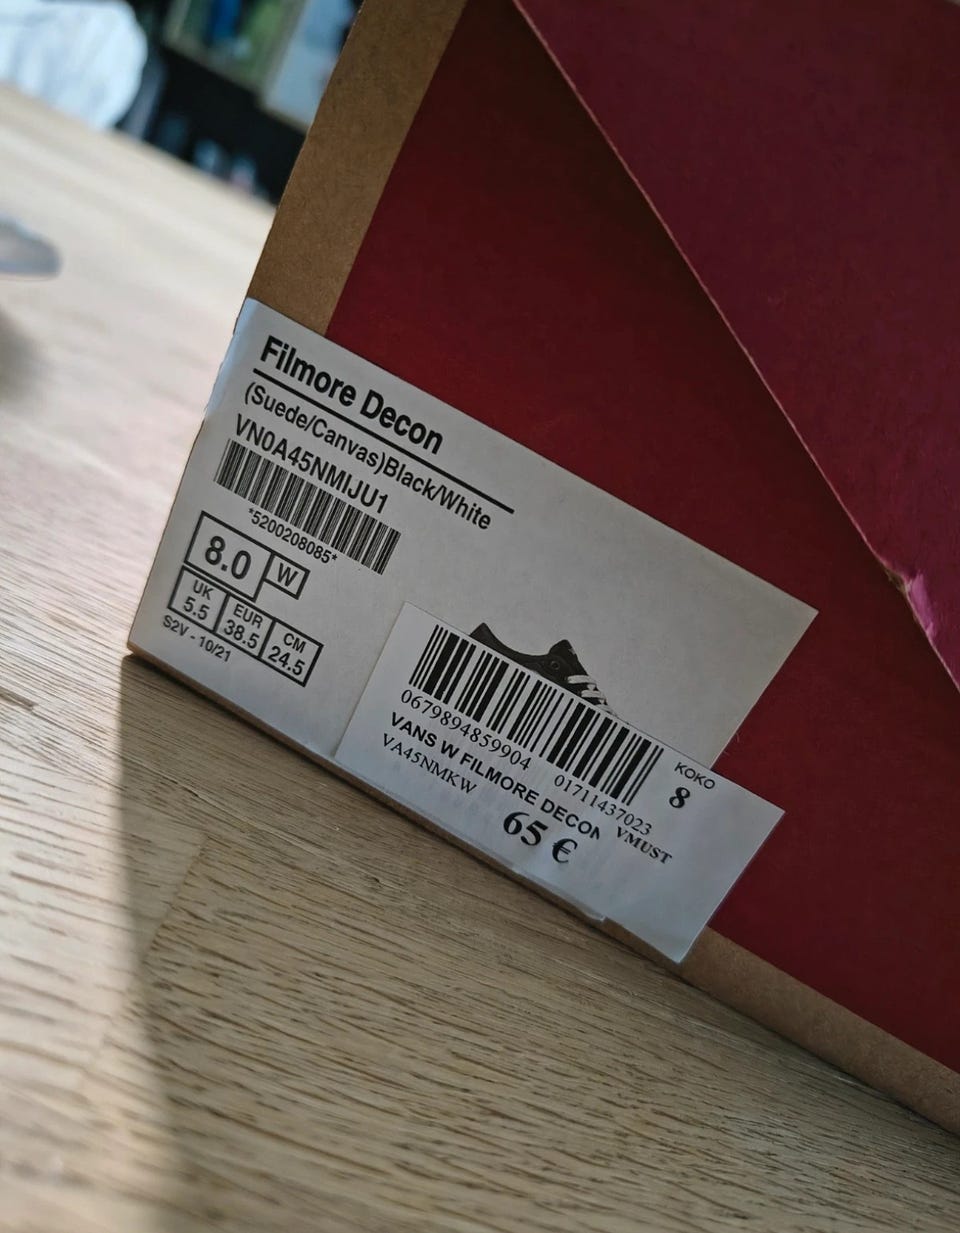 Filmore Decon
(Suede/Canvas)Black/White
VN0A45NMIJU1
*5200208085*
8.0 W
UK EUR CM
5.5 38.5 24.5
S2V - 10/21
0679894859904 01711437023
VANS W FILMORE DECON VMUST
VA45NMKW
65 €
KOKO
8